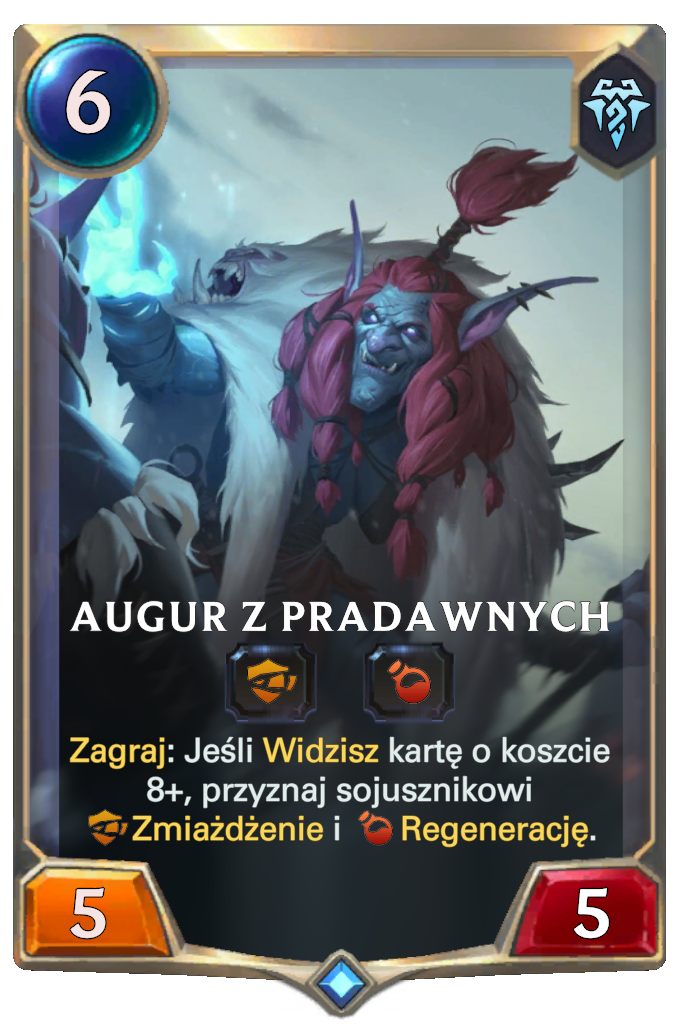 6
AUGUR Z PRADAWNYCH
Zagraj: Jeśli Widzisz kartę o koszcie
8+, przyznaj sojusznikowi
Zmiażdżenie i Regenerację.
5
5